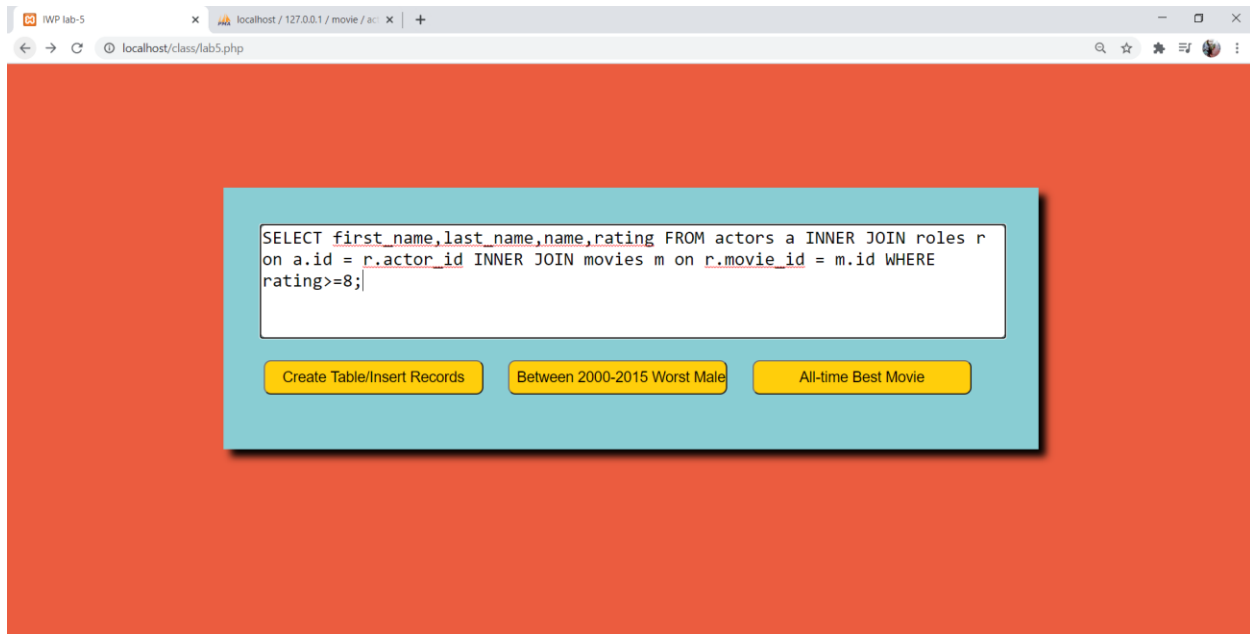 IWP lab-5
localhost / 127.0.0.1 / movie / ac
localhost/class/lab5.php
SELECT first_name,last_name,name,rating FROM actors a INNER JOIN roles r
on a.id = r.actor_id INNER JOIN movies m on r.movie_id = m.id WHERE
rating>=8;
Create Table/Insert Records
Between 2000-2015 Worst Male
All-time Best Movie